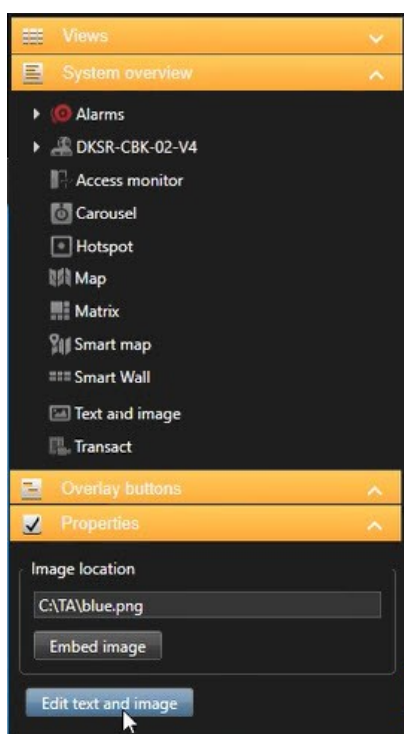 Views
System overview
Alarms
DKSR-CBK-02-V4
Access monitor
Carousel
Hotspot
Map
Matrix
Smart map
Smart Wall
Text and image
Transact
Overlay buttons
Properties
Image location
C:\TA\blue.png
Embed image
Edit text and image